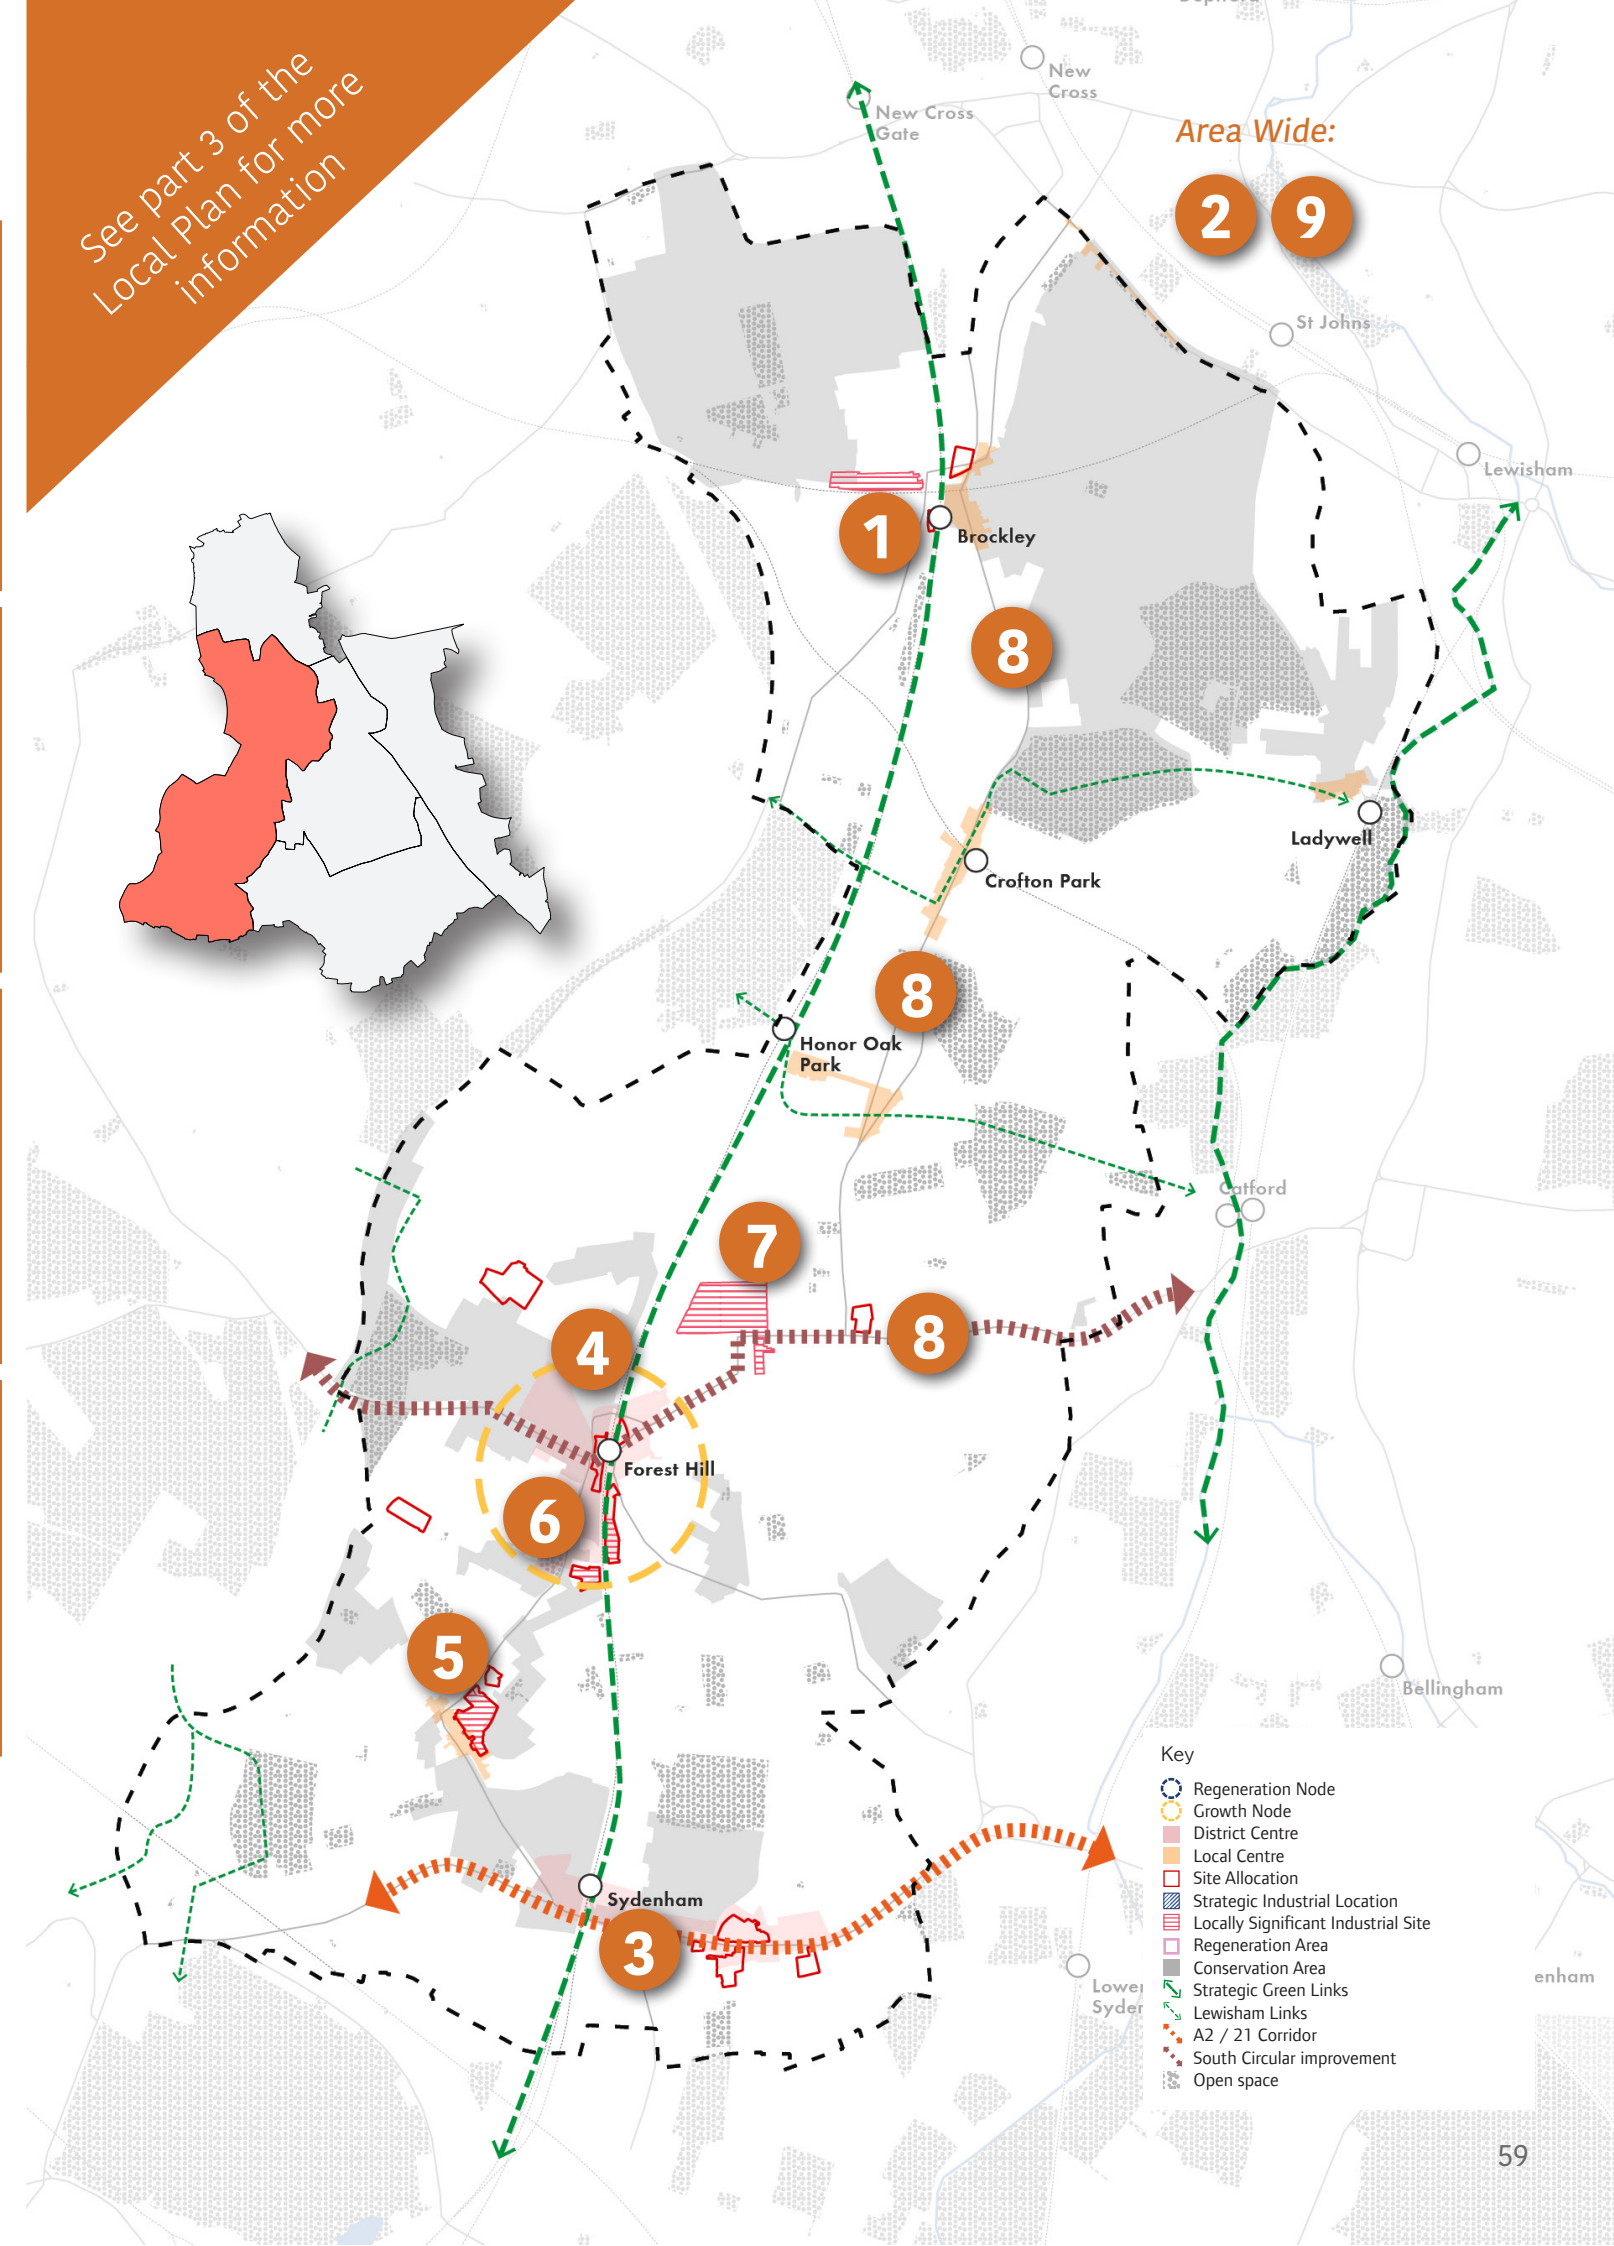 See part 3 of the
Local Plan for more
information
New
Cross
New Cross
Gate
Area Wide:
2
9
St Johns
Lewisham
1
Brockley
8
Ladywell
Crofton Park
8
Honor Oak
Park
Catford
7
4
8
Forest Hill
6
5
Bellingham
Sydenham
3
Key
Regeneration Node
Growth Node
District Centre
Local Centre
Site Allocation
Strategic Industrial Location
Locally Significant Industrial Site
Regeneration Area
Conservation Area
Strategic Green Links
Lewisham Links
A2 / 21 Corridor
South Circular improvement
Open space
Lower
Syder
enham
59